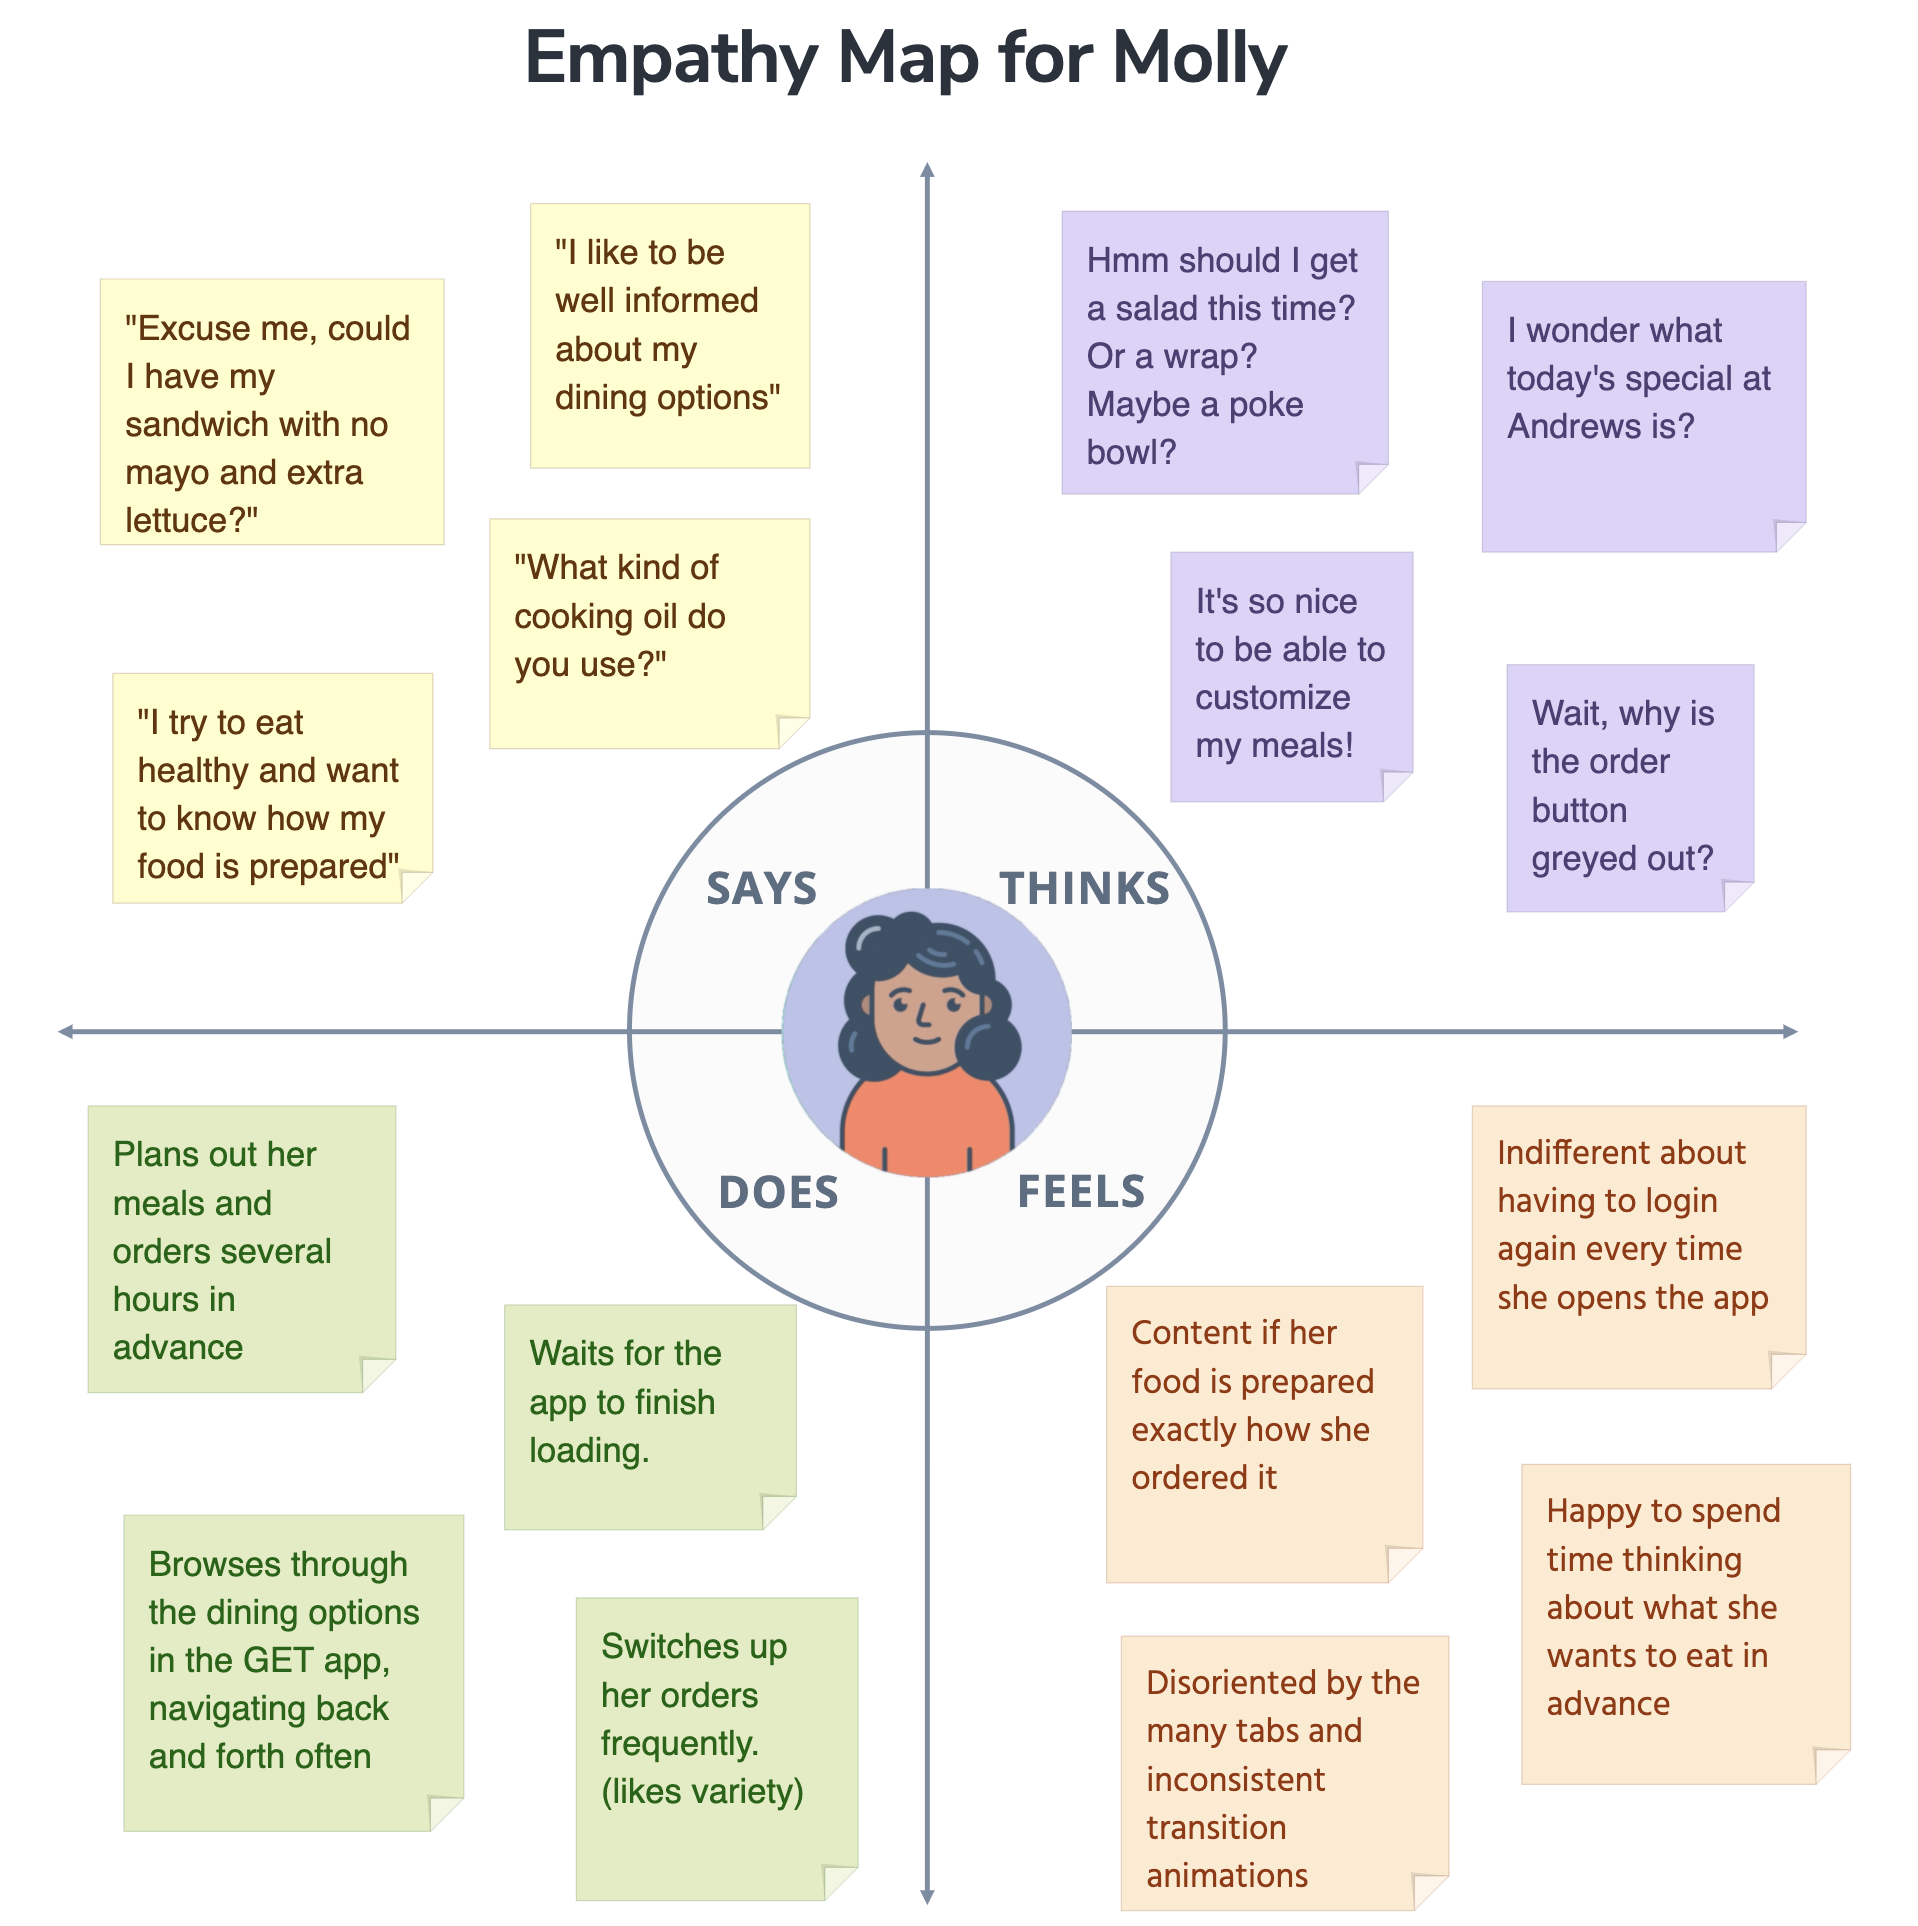 Empathy Map for Molly
"Excuse me, could
I have my
sandwich with no
mayo and extra
lettuce?"
"I like to be
well informed
about my
dining options"
"What kind of
cooking oil do
you use?"
"I try to eat
healthy and want
to know how my
food is prepared"
Hmm should I get
a salad this time?
Or a wrap?
Maybe a poke
bowl?
I wonder what
today's special at
Andrews is?
It's so nice
to be able to
customize
my meals!
Wait, why is
the order
button
greyed out?
SAYS
THINKS
DOES
FEELS
Plans out her
meals and
orders several
hours in
advance
Waits for the
app to finish
loading.
Browses through
the dining options
in the GET app,
navigating back
and forth often
Switches up
her orders
frequently.
(likes variety)
Indifferent about
having to login
again every time
she opens the app
Content if her
food is prepared
exactly how she
ordered it
Happy to spend
time thinking
about what she
wants to eat in
advance
Disoriented by the
many tabs and
inconsistent
transition
animations